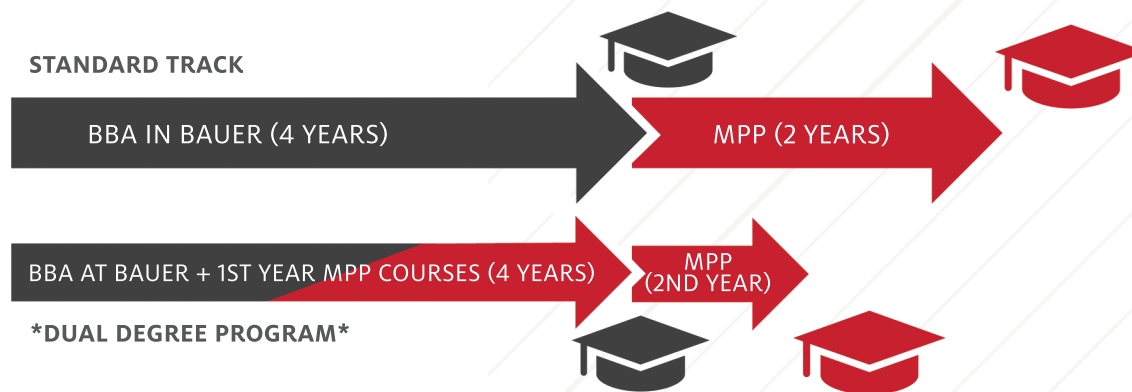 STANDARD TRACK
BBA IN BAUER (4 YEARS)
MPP (2 YEARS)
BBA AT BAUER + 1ST YEAR MPP COURSES (4 YEARS)
MPP
(2ND YEAR)
*DUAL DEGREE PROGRAM*